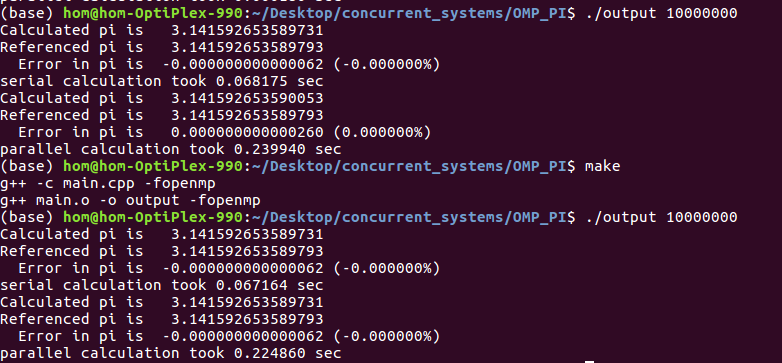 (base) hom@hom-OptiPlex-990:~/Desktop/concurrent_systems/OMP_PI$ ./output 10000000
Calculated pi is   3.141592653589731
Referenced pi is   3.141592653589793
  Error in pi is  -0.000000000000062 (-0.000000%)
serial calculation took 0.068175 sec
Calculated pi is   3.141592653590053
Referenced pi is   3.141592653589793
  Error in pi is   0.000000000000260 (0.000000%)
parallel calculation took 0.239940 sec
(base) hom@hom-OptiPlex-990:~/Desktop/concurrent_systems/OMP_PI$ make
g++ -c main.cpp -fopenmp
g++ main.o -o output -fopenmp
(base) hom@hom-OptiPlex-990:~/Desktop/concurrent_systems/OMP_PI$ ./output 10000000
Calculated pi is   3.141592653589731
Referenced pi is   3.141592653589793
  Error in pi is  -0.000000000000062 (-0.000000%)
serial calculation took 0.067164 sec
Calculated pi is   3.141592653589731
Referenced pi is   3.141592653589793
  Error in pi is  -0.000000000000062 (-0.000000%)
parallel calculation took 0.224860 sec